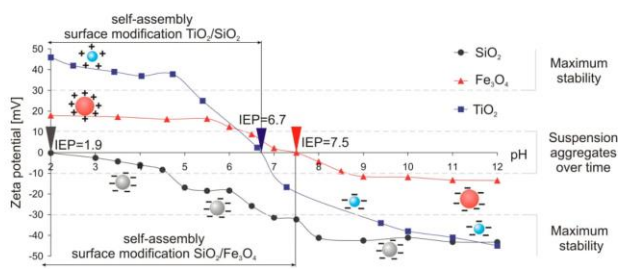 self-assembly
surface modification TiO₂/SiO₂
50
40
30
20
10
0
-10
-20
-30
-40
-50
Zeta potential [mV]
SiO₂
Fe₃O₄
TiO₂
Maximum
stability
IEP=1.9
IEP=6.7
IEP=7.5
2 3 4 5 6 7 8 9 10 11 12
pH
Suspension
aggregates
over time
Maximum
stability
self-assembly
surface modification SiO₂/Fe₃O₄